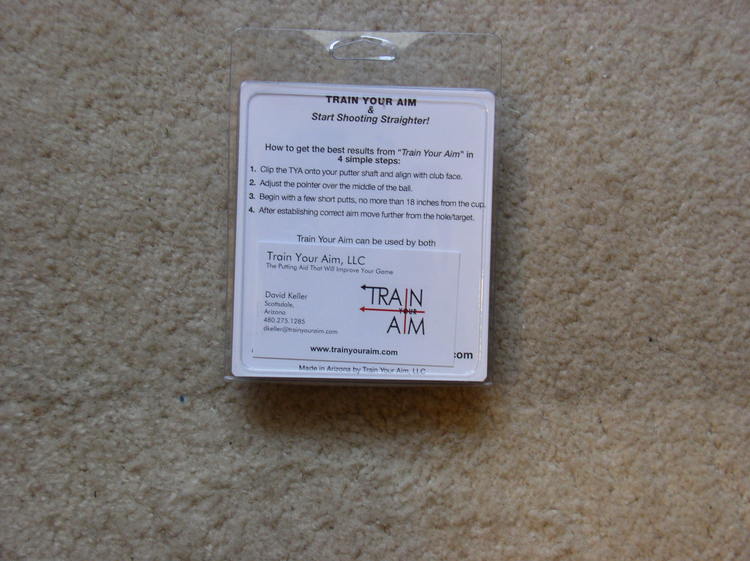 TRAIN YOUR AIM
&
Start Shooting Straighter!
How to get the best results from "Train Your Aim" in
4 simple steps:
1. Clip the TYA onto your putter shaft and align with club face.
2. Adjust the pointer over the middle of the ball.
3. Begin with a few short putts, no more than 18 inches from the cup.
4. After establishing correct aim move further from the hole/target.
Train Your Aim can be used by both
Train Your Aim, LLC
The Putting Aid That Will Improve Your Game
David Keller
Scottsdale,
Arizona
480.275.1285
dkeller@trainyouraim.com
TRAIN
YOUR
AIM
www.trainyouraim.com
com
Made in Arizona by Train Your Aim, LLC